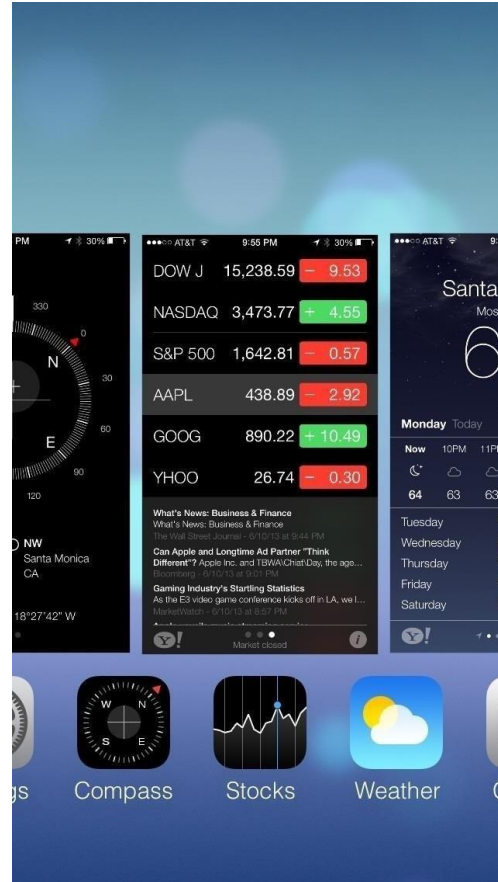 PM 30%
330
0
N
30
60
E
90
120
NW
Santa Monica
CA
18°27'42" W
AT&T 9:55 PM 30%
DOW J 15,238.59 − 9.53
NASDAQ 3,473.77 + 4.55
S&P 500 1,642.81 − 0.57
AAPL 438.89 − 2.92
GOOG 890.22 + 10.49
YHOO 26.74 − 0.30
What's News: Business & Finance
What's News: Business & Finance
The Wall Street Journal - 6/10/13 at 9:44 PM
Can Apple and Longtime Ad Partner "Think
Different"? Apple Inc. and TBWA\Chiat\Day, the age...
Bloomberg - 6/10/13 at 9:01 PM
Gaming Industry's Startling Statistics
As the E3 video game conference kicks off in LA, we l...
MarketWatch - 6/10/13 at 8:57 PM
Y! Market closed i
AT&T 9:
Santa
Mos
6
Monday Today
Now 10PM 11P
64 63 63
Tuesday
Wednesday
Thursday
Friday
Saturday
Y!
W N
S E
gs Compass Stocks Weather